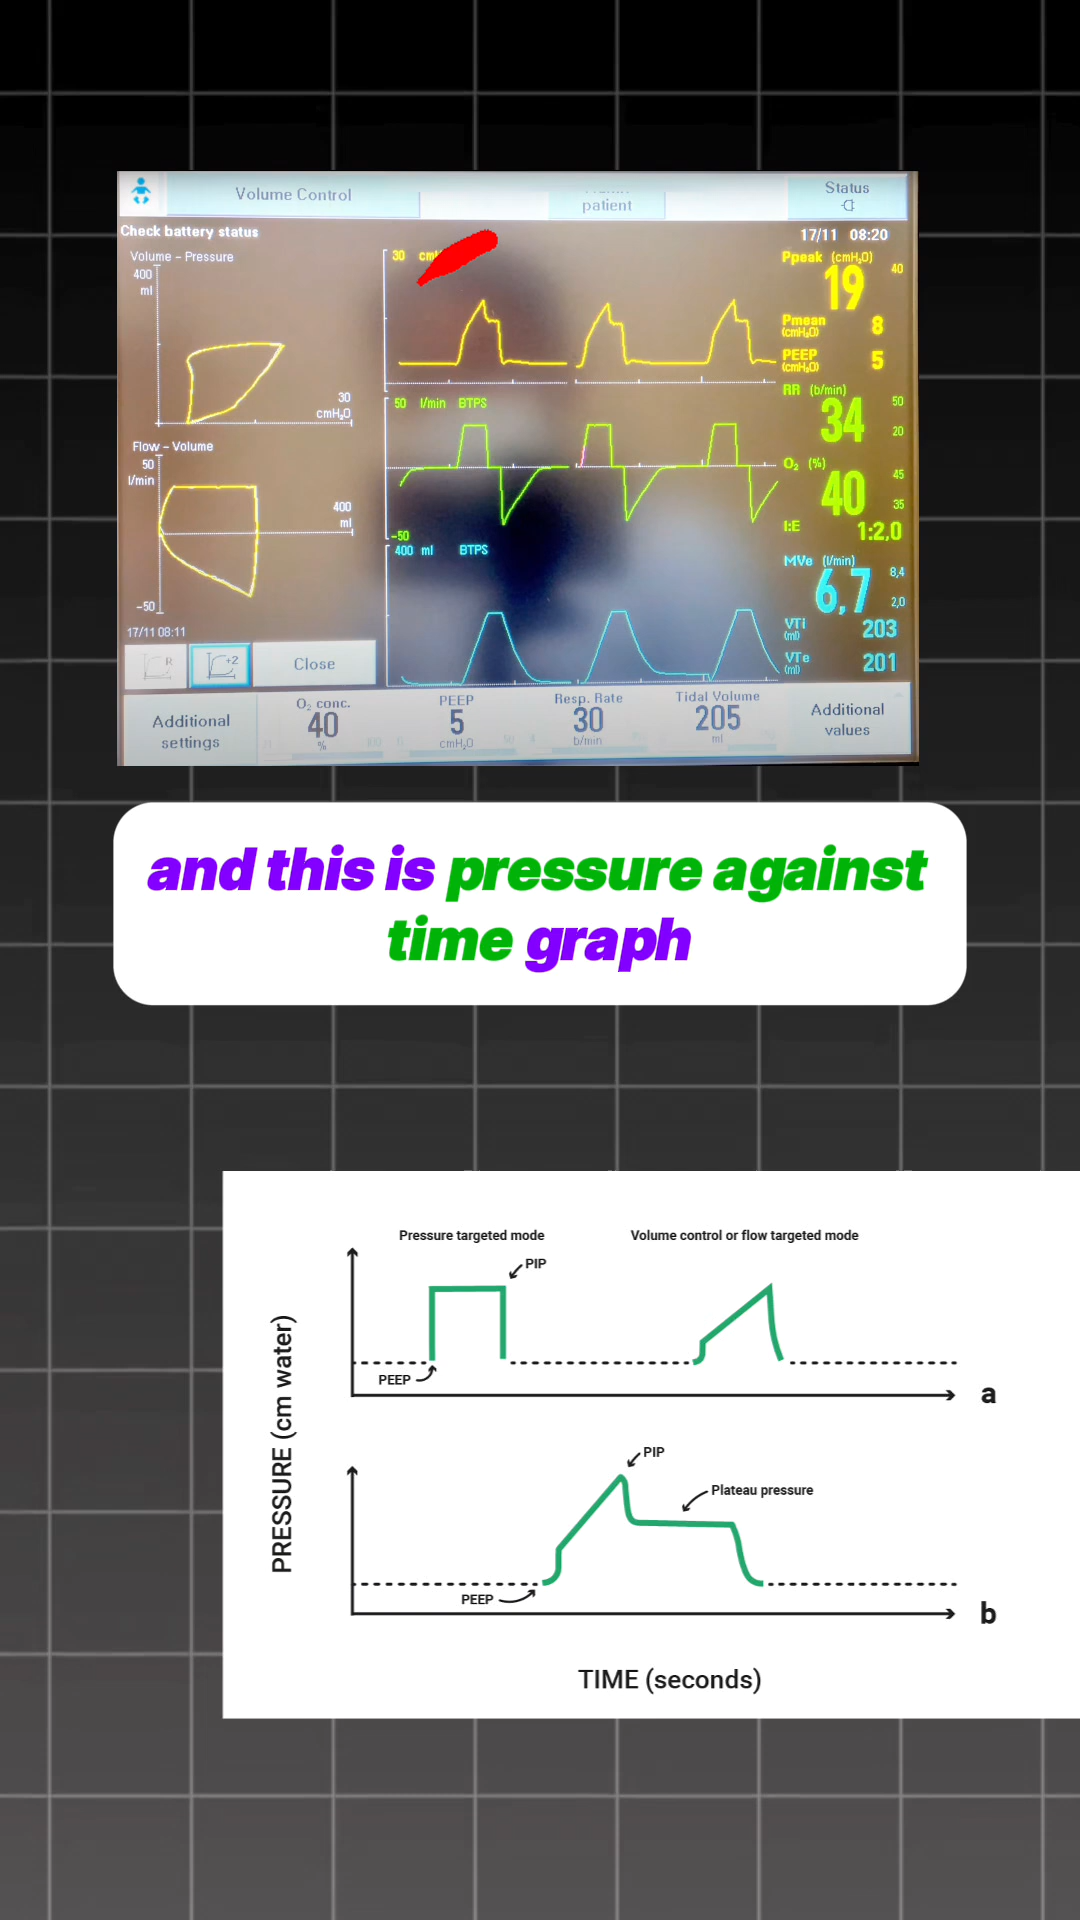 Volume Control
patient
Status
Check battery status
17/11 08:20
Volume - Pressure
400
ml
30
cmH₂O
Flow - Volume
50
l/min
400
ml
-50
17/11 08:11
R
+2
Close
30
50 l/min BTPS
-50
400 ml BTPS
Ppeak (cmH₂O)
19
40
Pmean
(cmH₂O)
8
PEEP
(cmH₂O)
5
RR (b/min)
34
50
20
O₂ (%)
40
45
35
I:E
1:2,0
MVe (l/min)
6,7
8,4
2,0
VTi
(ml)
203
VTe
(ml)
201
Additional
settings
O₂ conc.
40
%
PEEP
5
cmH₂O
Resp. Rate
30
b/min
Tidal Volume
205
ml
Additional
values
and this is pressure against
time graph
Pressure targeted mode
Volume control or flow targeted mode
PIP
PEEP
a
PRESSURE (cm water)
PIP
Plateau pressure
PEEP
b
TIME (seconds)